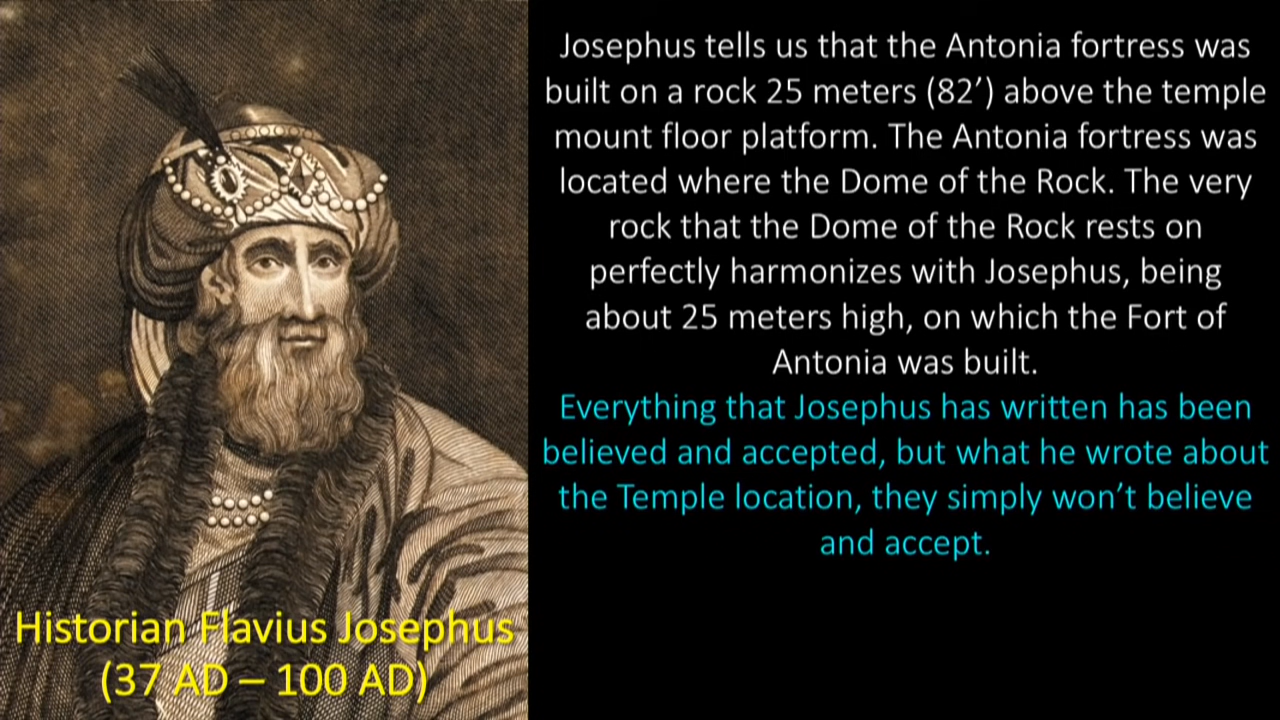 Josephus tells us that the Antonia fortress was
built on a rock 25 meters (82′) above the temple
mount floor platform. The Antonia fortress was
located where the Dome of the Rock. The very
rock that the Dome of the Rock rests on
perfectly harmonizes with Josephus, being
about 25 meters high, on which the Fort of
Antonia was built.
Everything that Josephus has written has been
believed and accepted, but what he wrote about
the Temple location, they simply won’t believe
and accept.
Historian Flavius Josephus
(37 AD – 100 AD)